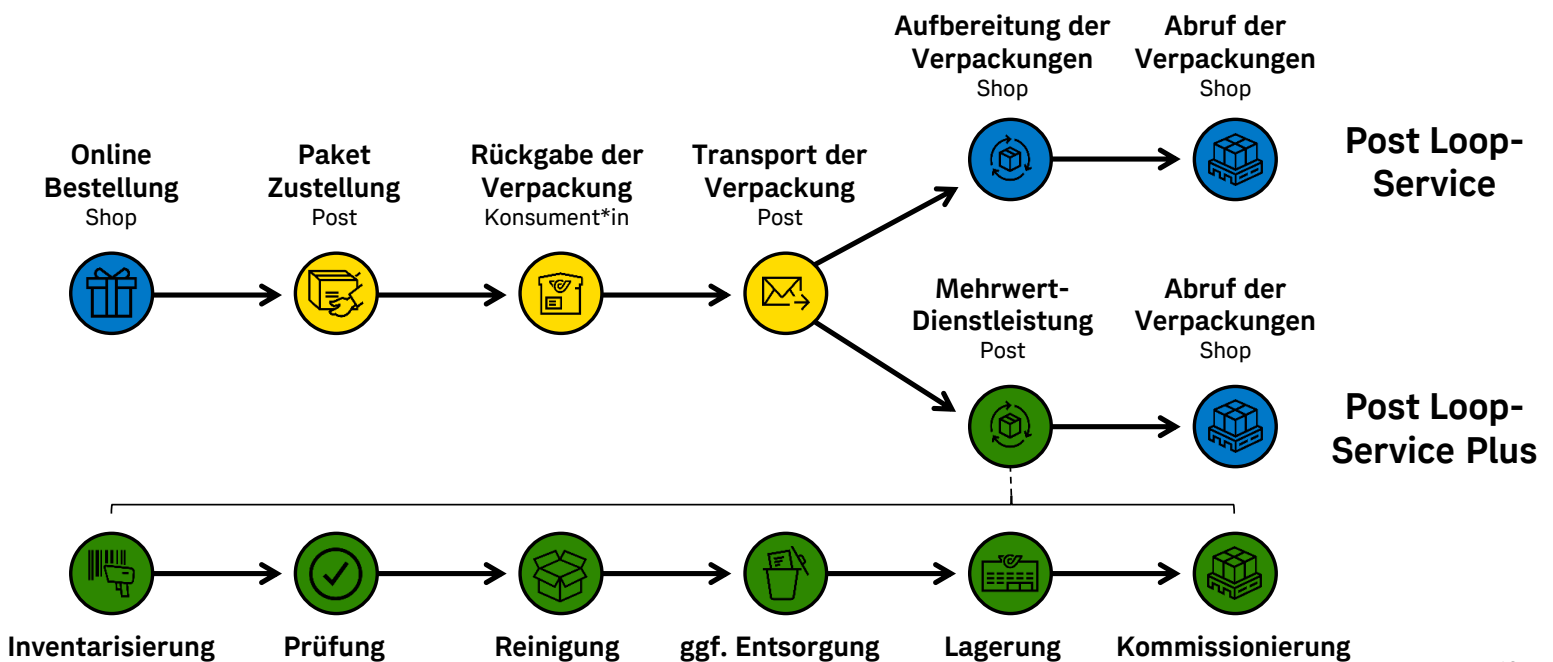 Aufbereitung der
Verpackungen
Shop
Abruf der
Verpackungen
Shop
Post Loop-
Service
Online
Bestellung
Shop
Paket
Zustellung
Post
Rückgabe der
Verpackung
Konsument*in
Transport der
Verpackung
Post
Mehrwert-
Dienstleistung
Post
Abruf der
Verpackungen
Shop
Post Loop-
Service Plus
Inventarisierung
Prüfung
Reinigung
ggf. Entsorgung
Lagerung
Kommissionierung